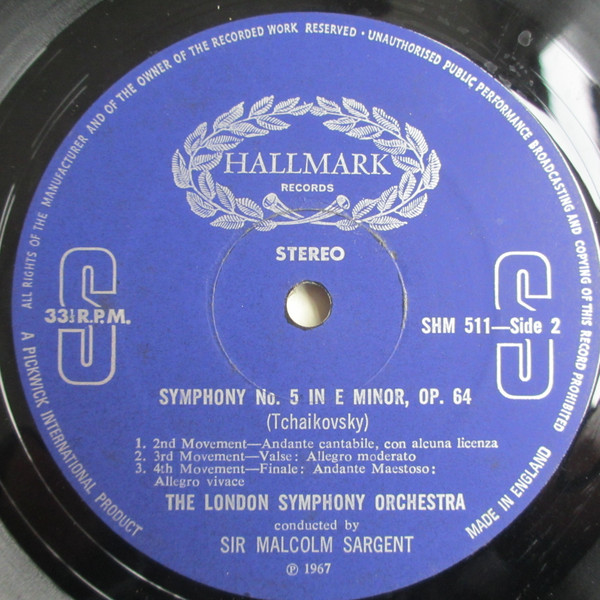 ALL RIGHTS OF THE MANUFACTURER AND OF THE OWNER OF THE RECORDED WORK RESERVED · UNAUTHORISED PUBLIC PERFORMANCE BROADCASTING AND COPYING OF THIS RECORD PROHIBITED
HALLMARK
RECORDS
STEREO
S
33⅓ R.P.M.
S
SHM 511—Side 2
SYMPHONY No. 5 IN E MINOR, OP. 64
(Tchaikovsky)
1. 2nd Movement—Andante cantabile, con alcuna licenza
2. 3rd Movement—Valse: Allegro moderato
3. 4th Movement—Finale: Andante Maestoso:
Allegro vivace
THE LONDON SYMPHONY ORCHESTRA
conducted by
SIR MALCOLM SARGENT
℗ 1967
A PICKWICK INTERNATIONAL PRODUCT
MADE IN ENGLAND